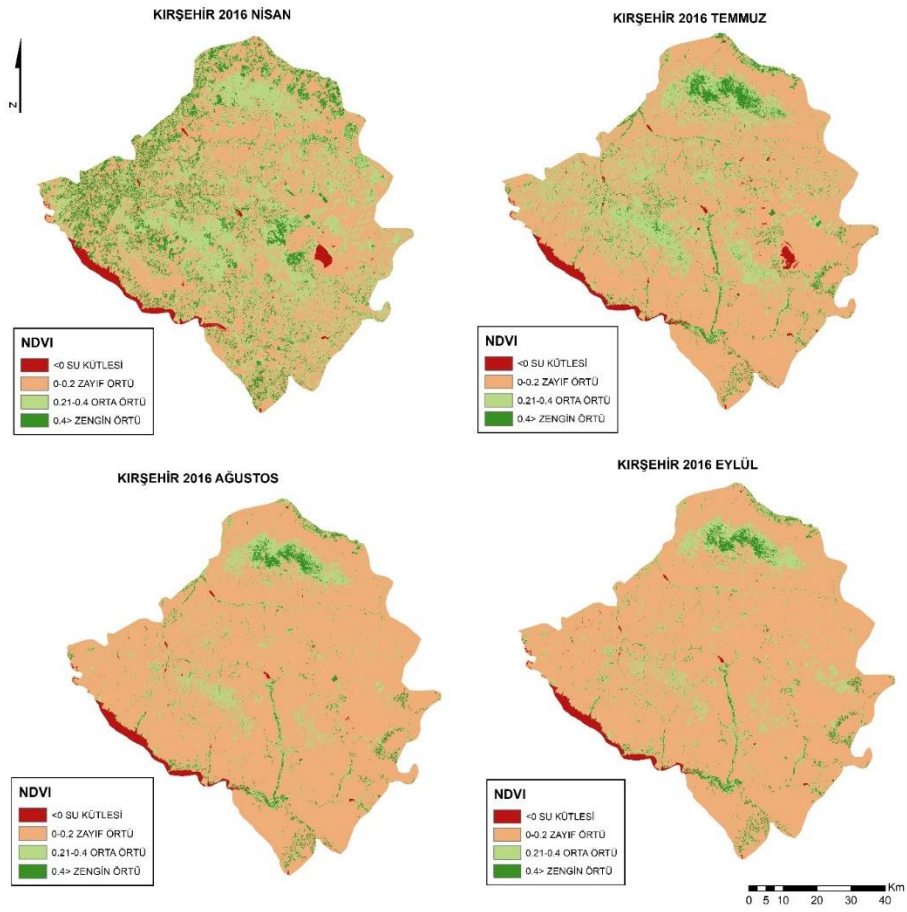 KIRŞEHİR 2016 NİSAN
KIRŞEHİR 2016 TEMMUZ
N
NDVI
<0 SU KÜTLESİ
0-0.2 ZAYIF ÖRTÜ
0.21-0.4 ORTA ÖRTÜ
0.4> ZENGİN ÖRTÜ
NDVI
<0 SU KÜTLESİ
0-0.2 ZAYIF ÖRTÜ
0.21-0.4 ORTA ÖRTÜ
0.4> ZENGİN ÖRTÜ
KIRŞEHİR 2016 AĞUSTOS
KIRŞEHİR 2016 EYLÜL
NDVI
<0 SU KÜTLESİ
0-0.2 ZAYIF ÖRTÜ
0.21-0.4 ORTA ÖRTÜ
0.4> ZENGİN ÖRTÜ
NDVI
<0 SU KÜTLESİ
0-0.2 ZAYIF ÖRTÜ
0.21-0.4 ORTA ÖRTÜ
0.4> ZENGİN ÖRTÜ
Km
0 5 10 20 30 40